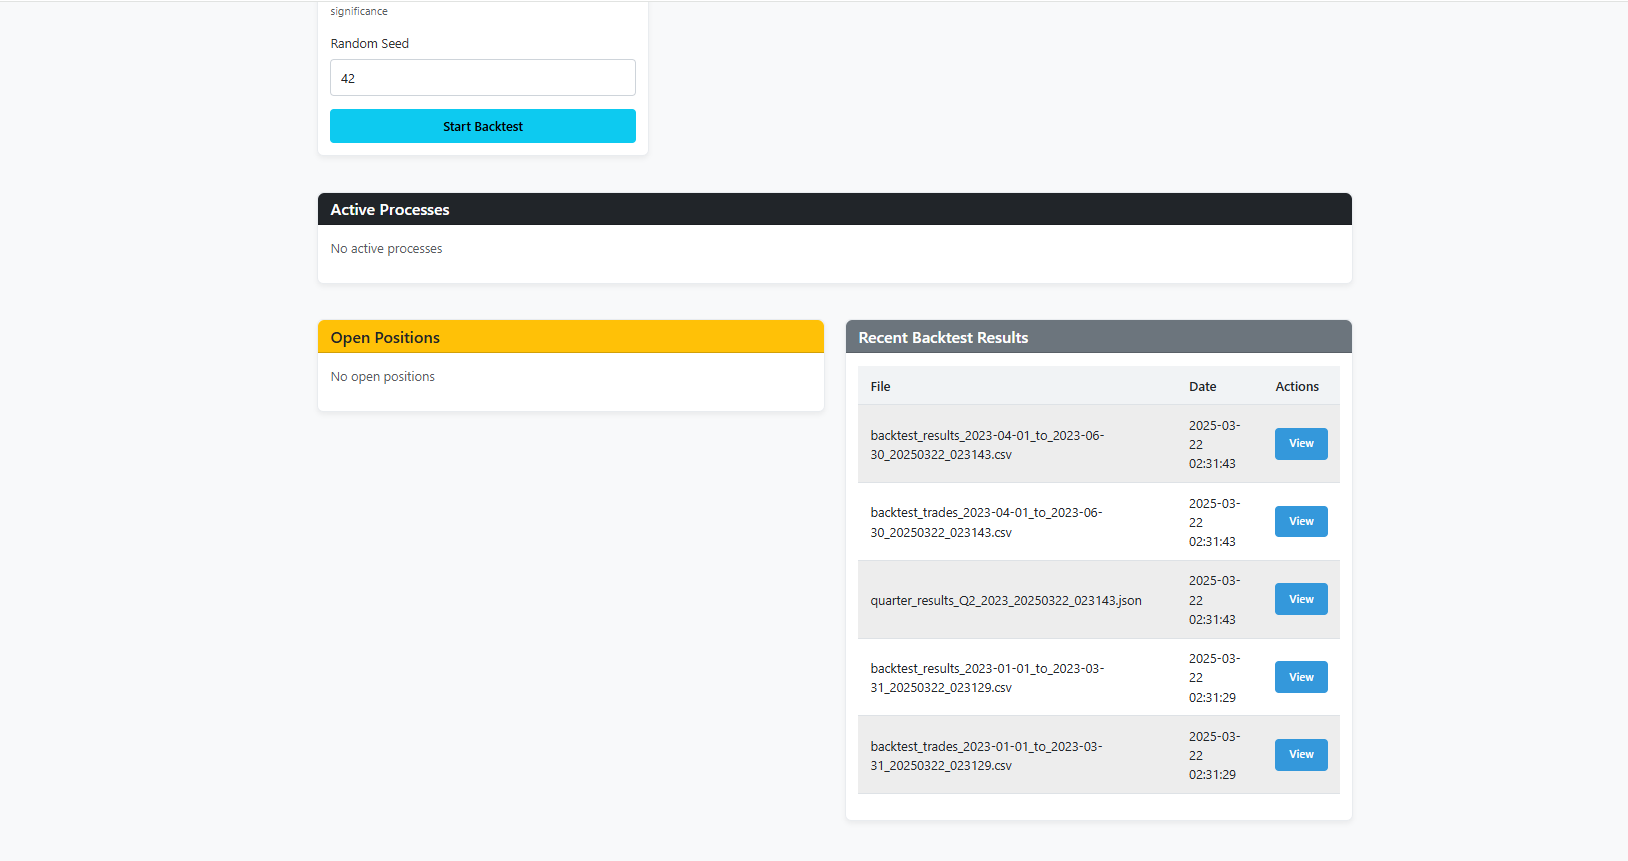 significance
Random Seed
42
Start Backtest
Active Processes
No active processes
Open Positions
No open positions
Recent Backtest Results
File Date Actions
backtest_results_2023-04-01_to_2023-06-
30_20250322_023143.csv
2025-03-
22
02:31:43
View
backtest_trades_2023-04-01_to_2023-06-
30_20250322_023143.csv
2025-03-
22
02:31:43
View
quarter_results_Q2_2023_20250322_023143.json
2025-03-
22
02:31:43
View
backtest_results_2023-01-01_to_2023-03-
31_20250322_023129.csv
2025-03-
22
02:31:29
View
backtest_trades_2023-01-01_to_2023-03-
31_20250322_023129.csv
2025-03-
22
02:31:29
View